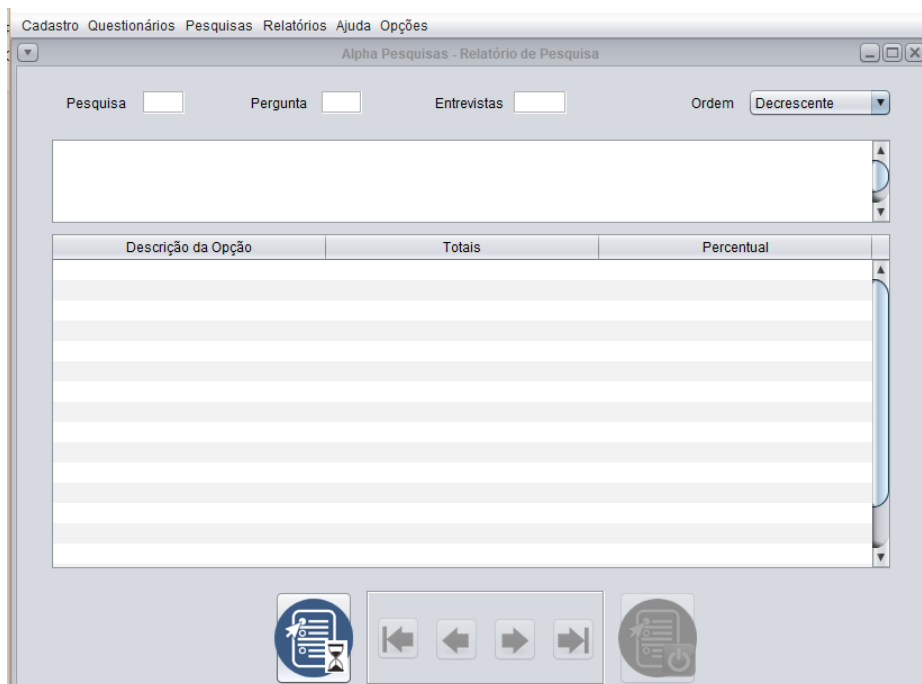 Cadastro Questionários Pesquisas Relatórios Ajuda Opções
Alpha Pesquisas - Relatório de Pesquisa
Pesquisa Pergunta Entrevistas Ordem Decrescente
Descrição da Opção Totais Percentual